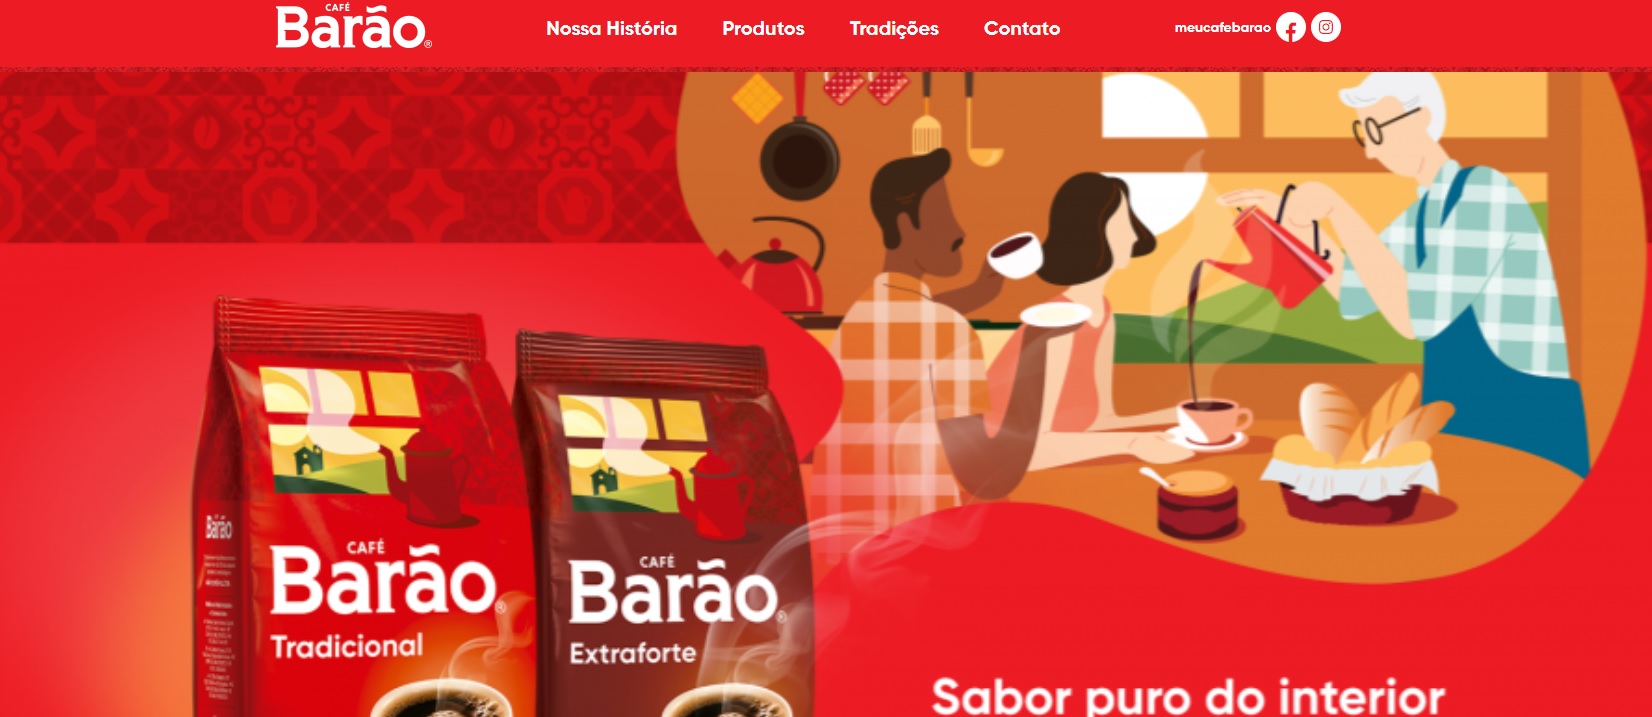 CAFÉ
Barão®
Nossa História
Produtos
Tradições
Contato
meucafebarao
Barão
CAFÉ
Barão®
Tradicional
CAFÉ
Barão®
Extraforte
Sabor puro do interior